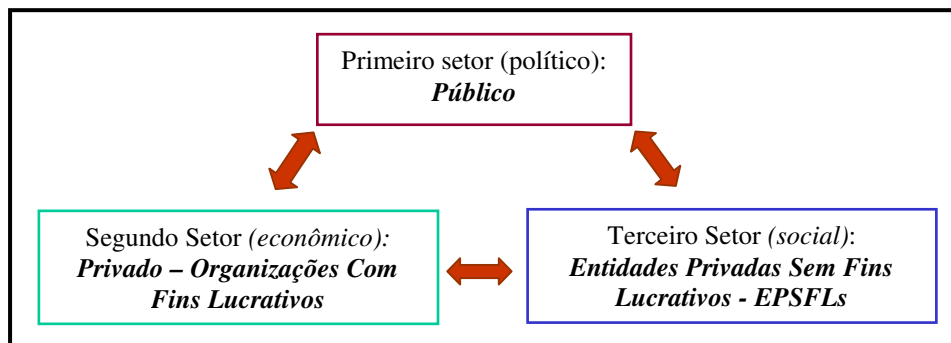 Primeiro setor (político):
Público
Segundo Setor (econômico):
Privado – Organizações Com
Fins Lucrativos
Terceiro Setor (social):
Entidades Privadas Sem Fins
Lucrativos - EPSFLs